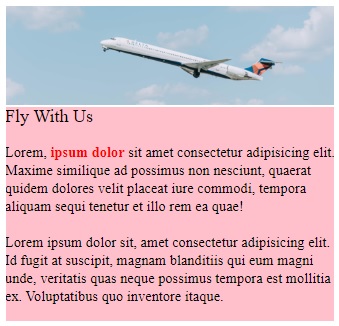 Fly With Us
Lorem, ipsum dolor sit amet consectetur adipisicing elit.
Maxime similique ad possimus non nesciunt, quaerat
quidem dolores velit placeat iure commodi, tempora
aliquam sequi tenetur et illo rem ea quae!
Lorem ipsum dolor sit, amet consectetur adipisicing elit.
Id fugit at suscipit, magnam blanditiis qui eum magni
unde, veritatis quas neque possimus tempora est mollitia
ex. Voluptatibus quo inventore itaque.